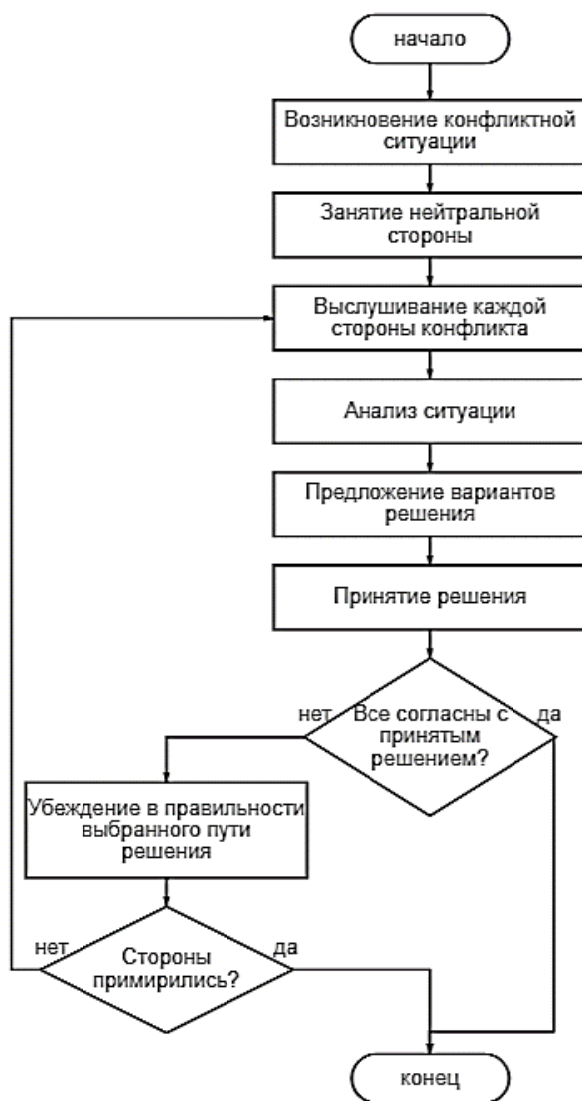 начало
Возникновение конфликтной
ситуации
Занятие нейтральной
стороны
Выслушивание каждой
стороны конфликта
Анализ ситуации
Предложение вариантов
решения
Принятие решения
нет
Все согласны с
принятым
решением?
да
Убеждение в правильности
выбранного пути
решения
нет
Стороны
примирились?
да
конец